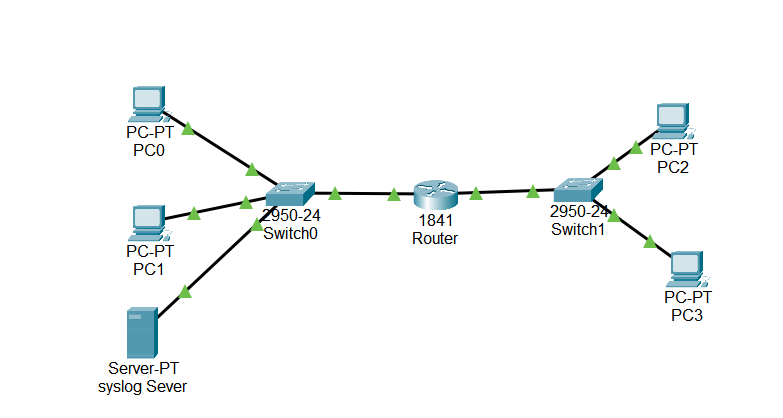 PC-PT
PC0
PC-PT
PC1
Server-PT
syslog Sever
2950-24
Switch0
1841
Router
2950-24
Switch1
PC-PT
PC2
PC-PT
PC3